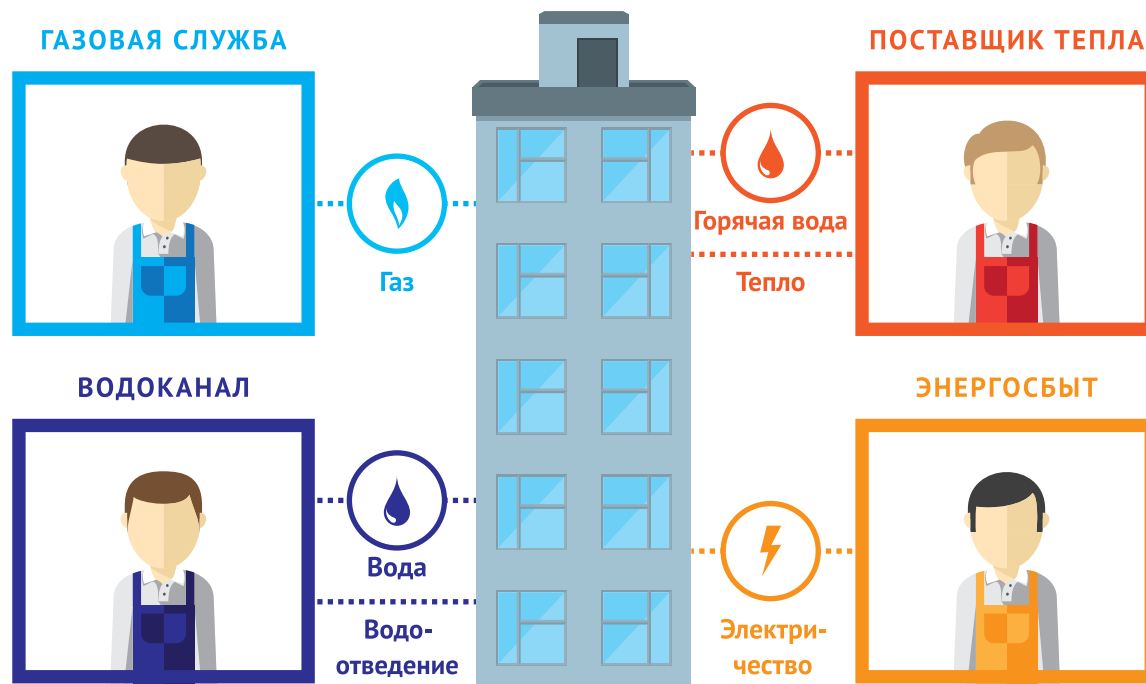 ГАЗОВАЯ СЛУЖБА
ПОСТАВЩИК ТЕПЛА
Газ
Горячая вода
Тепло
ВОДОКАНАЛ
ЭНЕРГОСБЫТ
Вода
Водо-
отведение
Электри-
чество